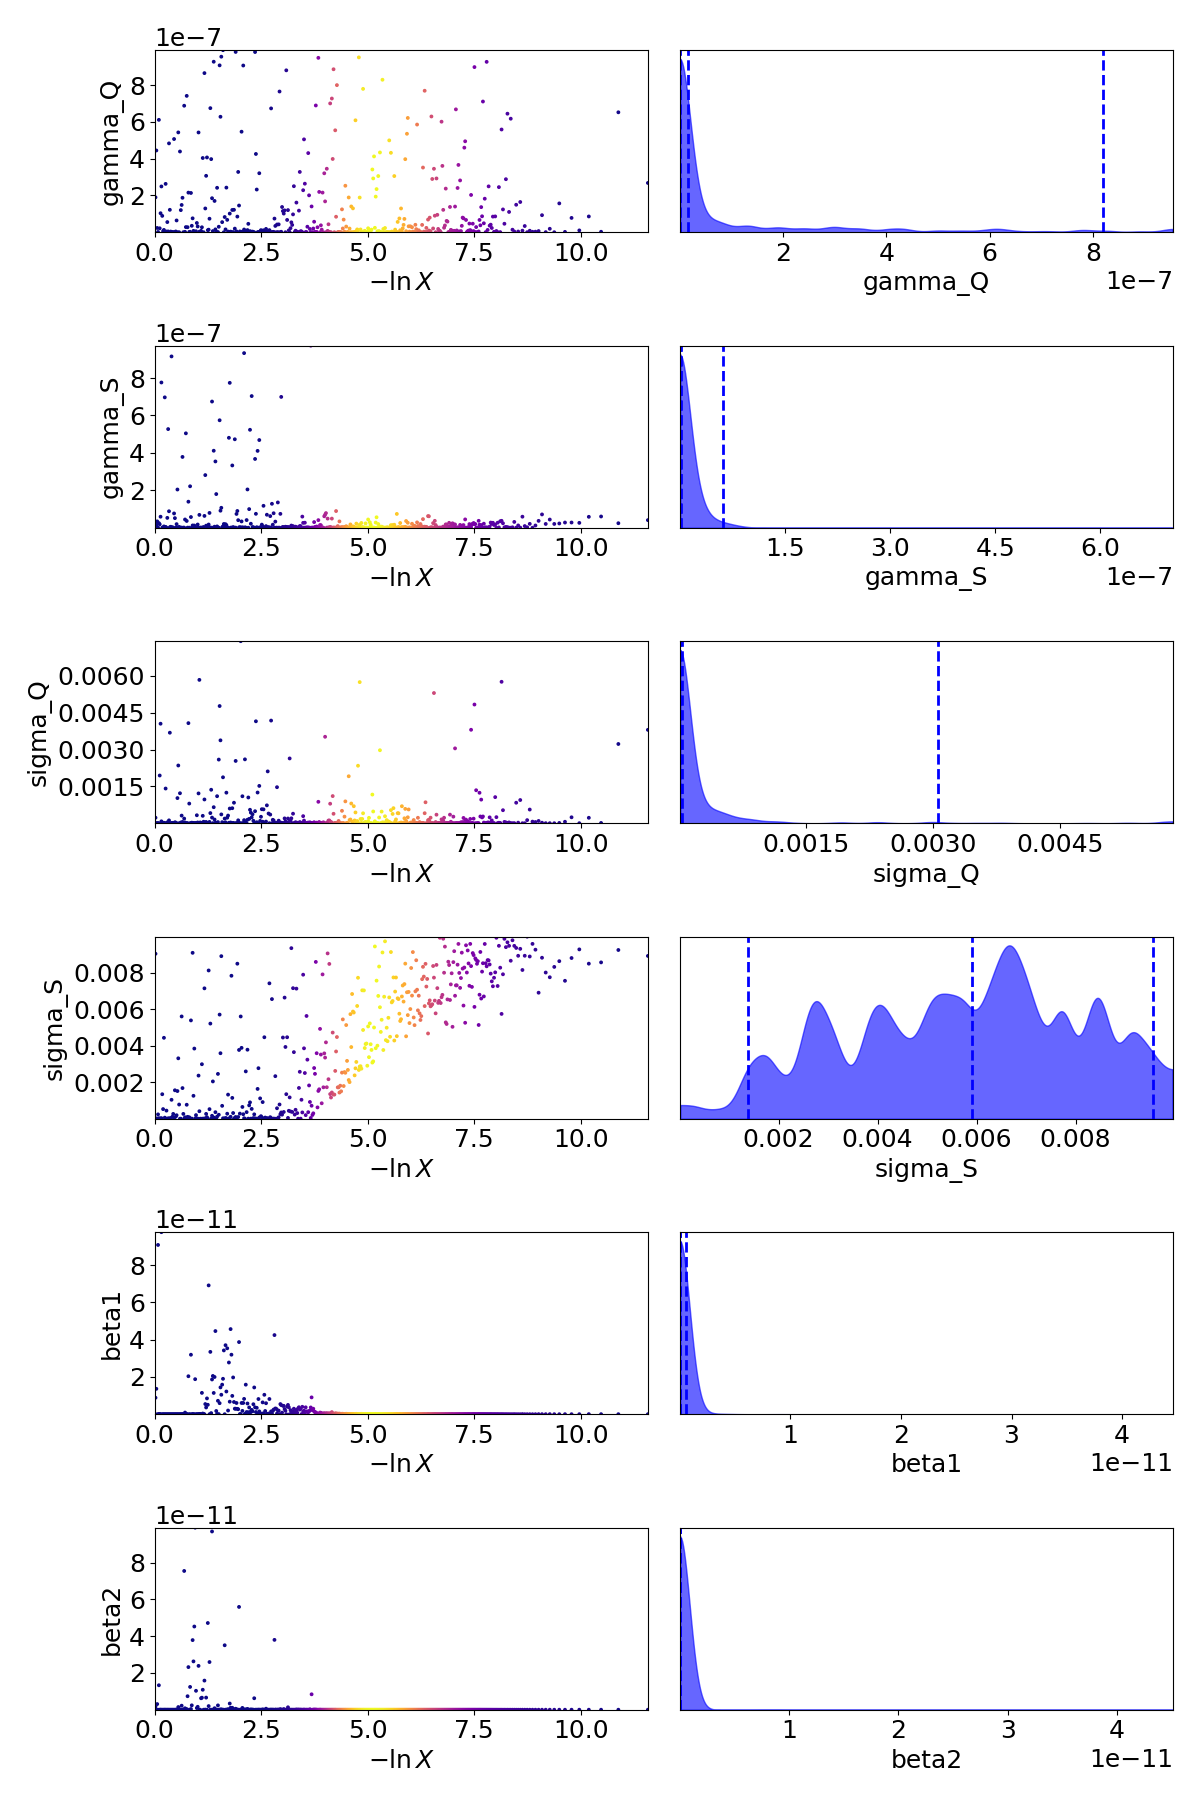 1e−7
8
6
4
2
gamma_Q
0.0 2.5 5.0 7.5 10.0
−ln X
2 4 6 8
gamma_Q 1e−7
1e−7
8
6
4
2
gamma_S
0.0 2.5 5.0 7.5 10.0
−ln X
1.5 3.0 4.5 6.0
gamma_S 1e−7
0.0060
0.0045
0.0030
0.0015
sigma_Q
0.0 2.5 5.0 7.5 10.0
−ln X
0.0015 0.0030 0.0045
sigma_Q
0.008
0.006
0.004
0.002
sigma_S
0.0 2.5 5.0 7.5 10.0
−ln X
0.002 0.004 0.006 0.008
sigma_S
1e−11
8
6
4
2
beta1
0.0 2.5 5.0 7.5 10.0
−ln X
1 2 3 4
beta1 1e−11
1e−11
8
6
4
2
beta2
0.0 2.5 5.0 7.5 10.0
−ln X
1 2 3 4
beta2 1e−11